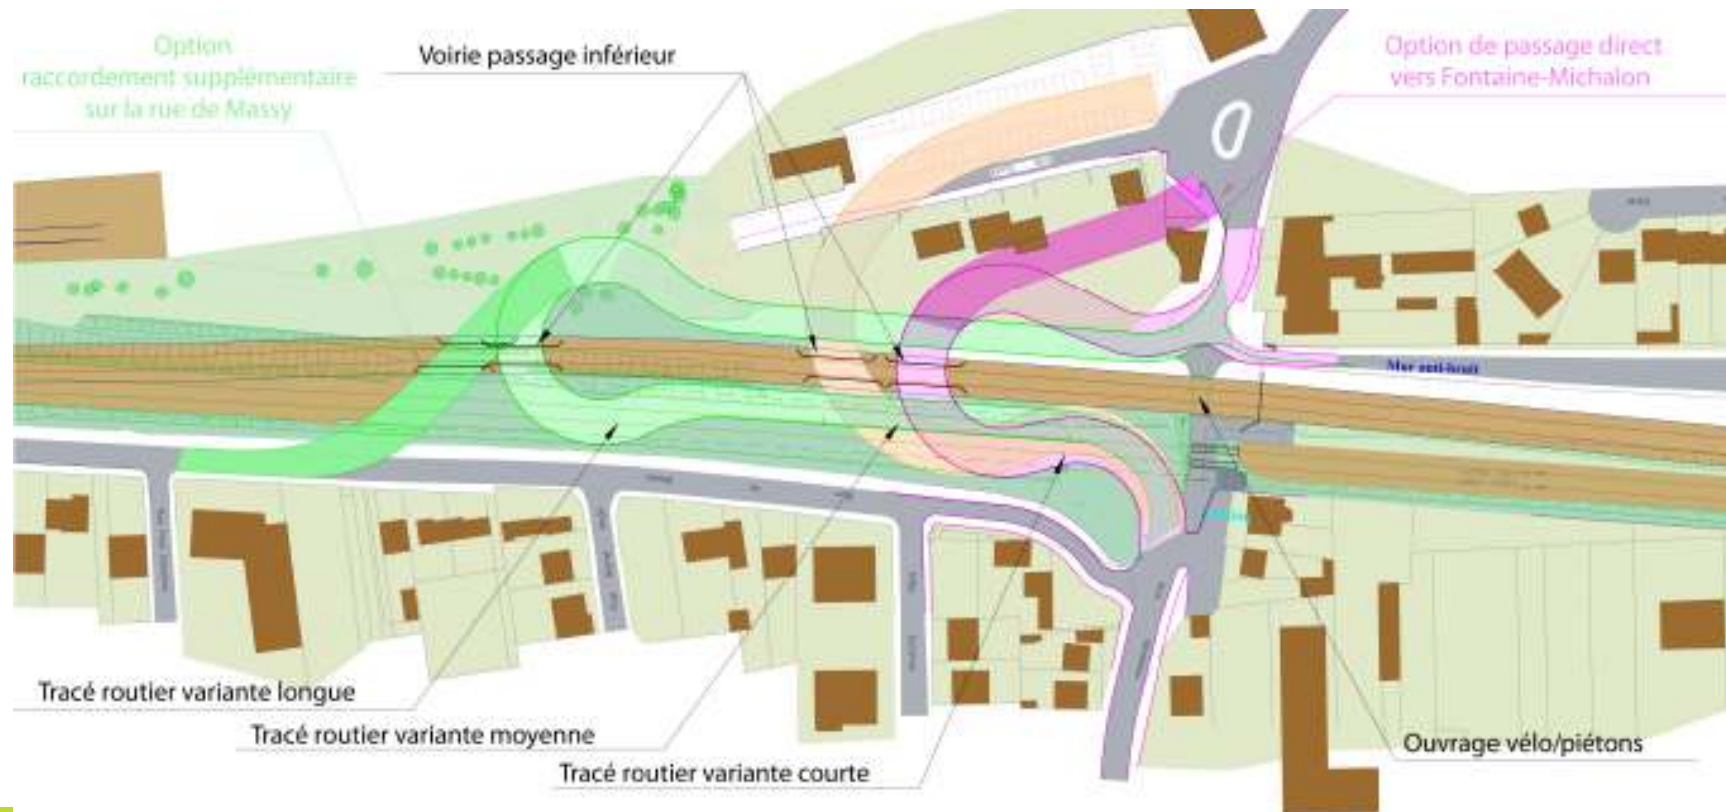 Option
raccordement supplémentaire
sur la rue de Massy
Voirie passage inférieur
Option de passage direct
vers Fontaine-Michalon
Mur anti-bruit
Tracé routier variante longue
Tracé routier variante moyenne
Tracé routier variante courte
Ouvrage vélo/piétons